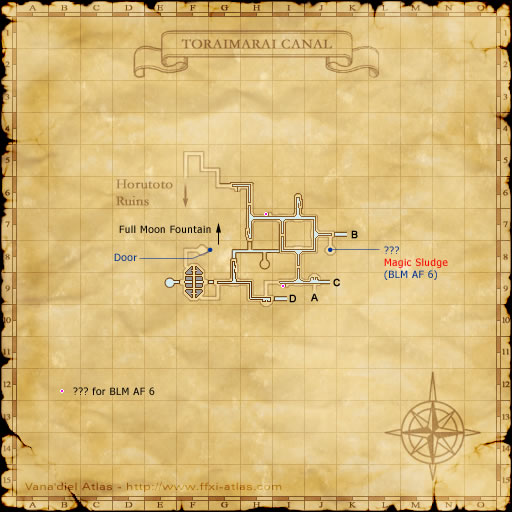 A B C D E F G H I J K L M N O
TORAIMARAI CANAL
1
2
3
4
5
6
7
8
9
10
11
12
13
14
15
Horutoto
Ruins
Full Moon Fountain
Door
B
???
Magic Sludge
(BLM AF 6)
C
D
A
??? for BLM AF 6
Vana'diel Atlas - http://www.ffxi-atlas.com
A B C D E F G H I J K L M N O